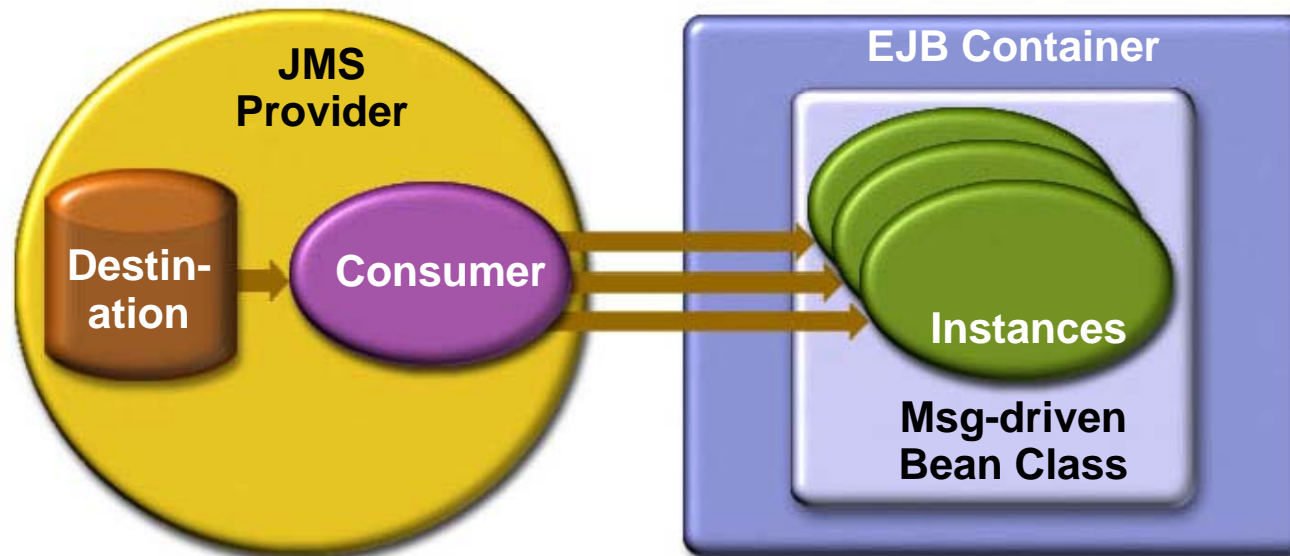 JMS
Provider
Destin-
ation
Consumer
EJB Container
Instances
Msg-driven
Bean Class